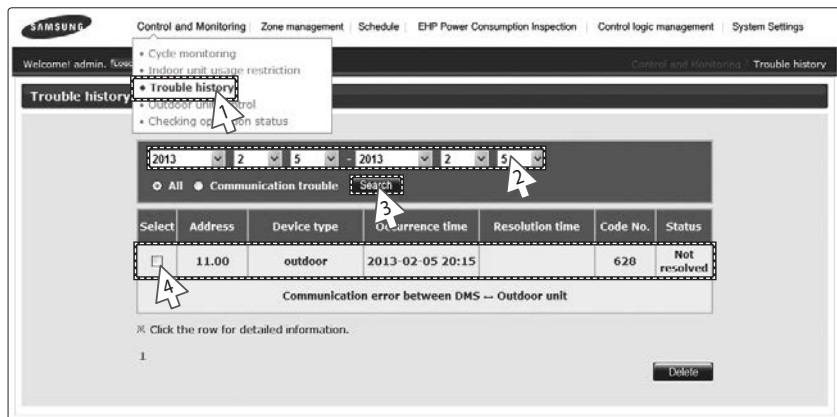 SAMSUNG Control and Monitoring Zone management Schedule EHP Power Consumption Inspection Control logic management System Settings
• Cycle monitoring
Welcome! admin. Control and Monitoring / Trouble history
• Indoor unit usage restriction
• Trouble history
Trouble history
1
• Outdoor unit control
• Checking operation status
2013 2 5 - 2013 2 5
2
All Communication trouble Search
3
Select Address Device type Occurrence time Resolution time Code No. Status
11.00 outdoor 2013-02-05 20:15 628 Not resolved
4
Communication error between DMS ↔ Outdoor unit
※ Click the row for detailed information.
1
Delete